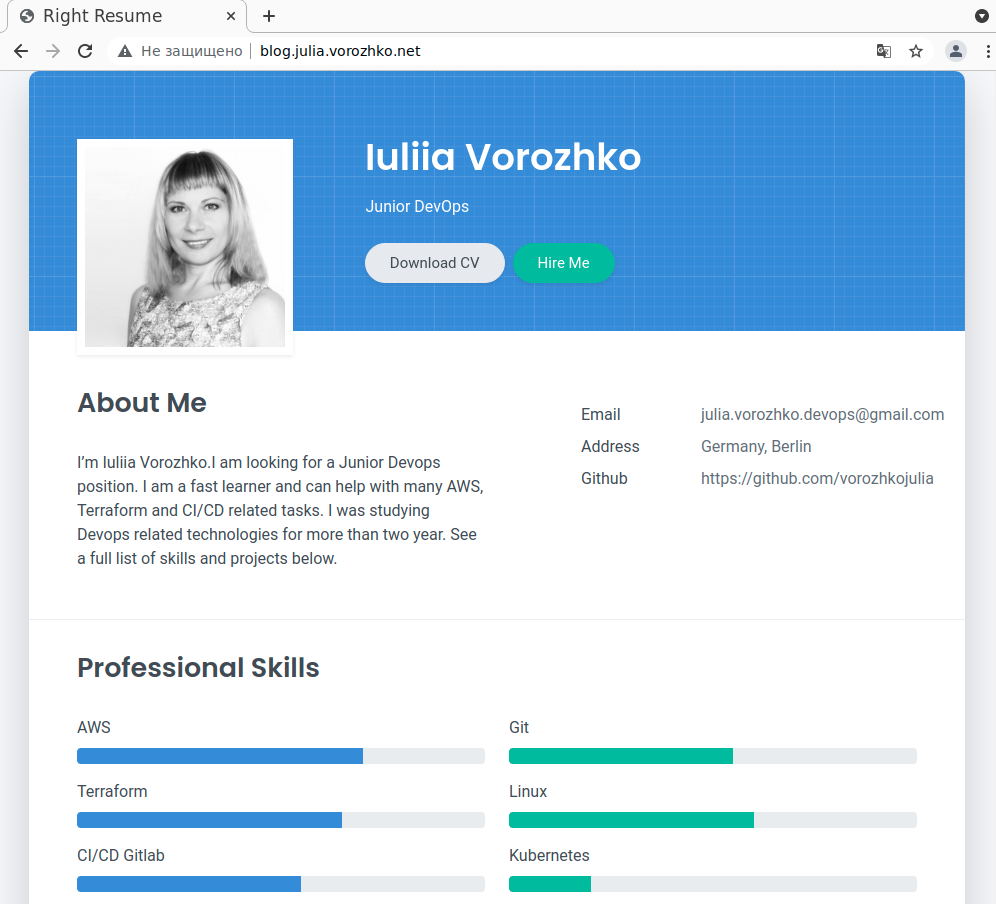 Right Resume
Не защищено
blog.julia.vorozhko.net
Iuliia Vorozhko
Junior DevOps
Download CV
Hire Me
About Me
I’m Iuliia Vorozhko.I am looking for a Junior Devops
position. I am a fast learner and can help with many AWS,
Terraform and CI/CD related tasks. I was studying
Devops related technologies for more than two year. See
a full list of skills and projects below.
Email julia.vorozhko.devops@gmail.com
Address Germany, Berlin
Github https://github.com/vorozhkojulia
Professional Skills
AWS
Git
Terraform
Linux
CI/CD Gitlab
Kubernetes